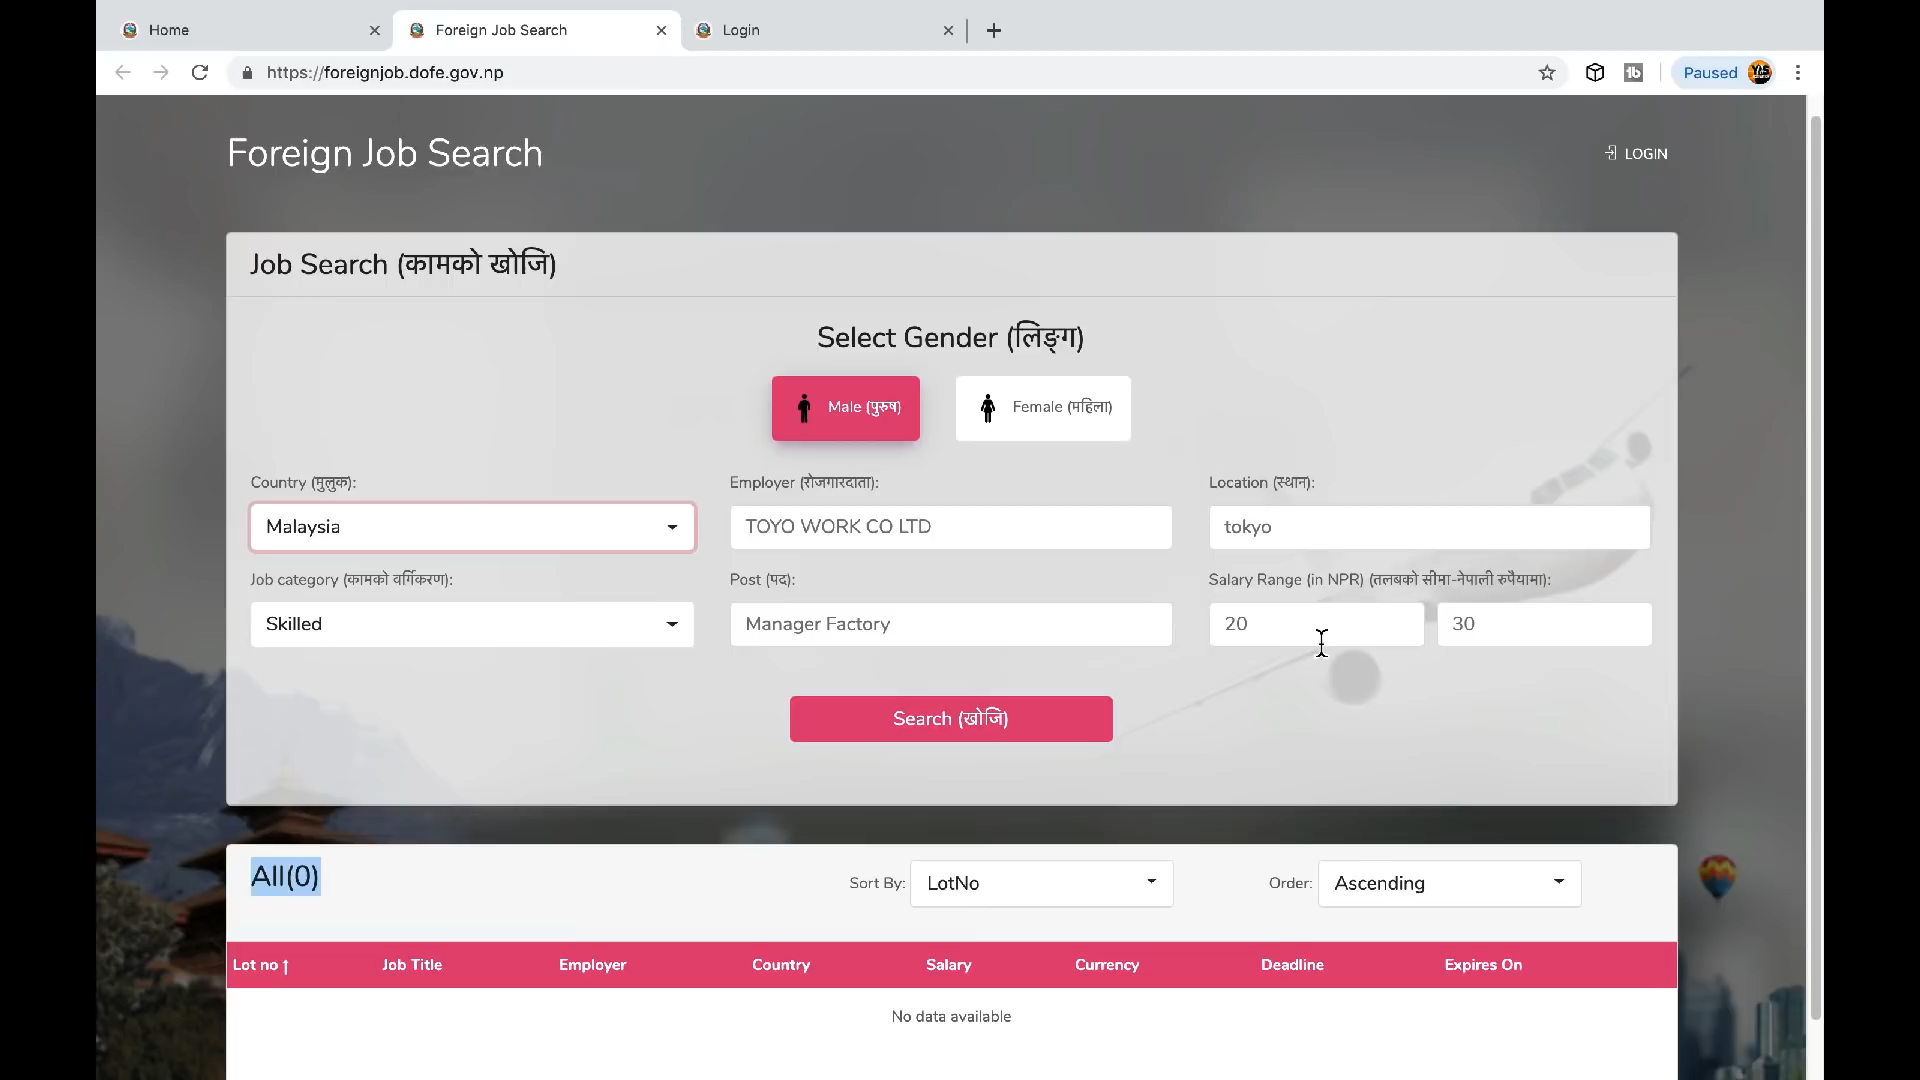 Home
Foreign Job Search
Login
https://foreignjob.dofe.gov.np
Paused
Foreign Job Search
LOGIN
Job Search (कामको खोजि)
Select Gender (लिङ्ग)
Male (पुरुष)
Female (महिला)
Country (मुलुक):
Employer (रोजगारदाता):
Location (स्थान):
Malaysia
TOYO WORK CO LTD
tokyo
Job category (कामको वर्गिकरण):
Post (पद):
Salary Range (in NPR) (तलबको सीमा-नेपाली रुपैयामा):
Skilled
Manager Factory
20
30
Search (खोजि)
All(0)
Sort By:
LotNo
Order:
Ascending
Lot no ↑ Job Title Employer Country Salary Currency Deadline Expires On
No data available